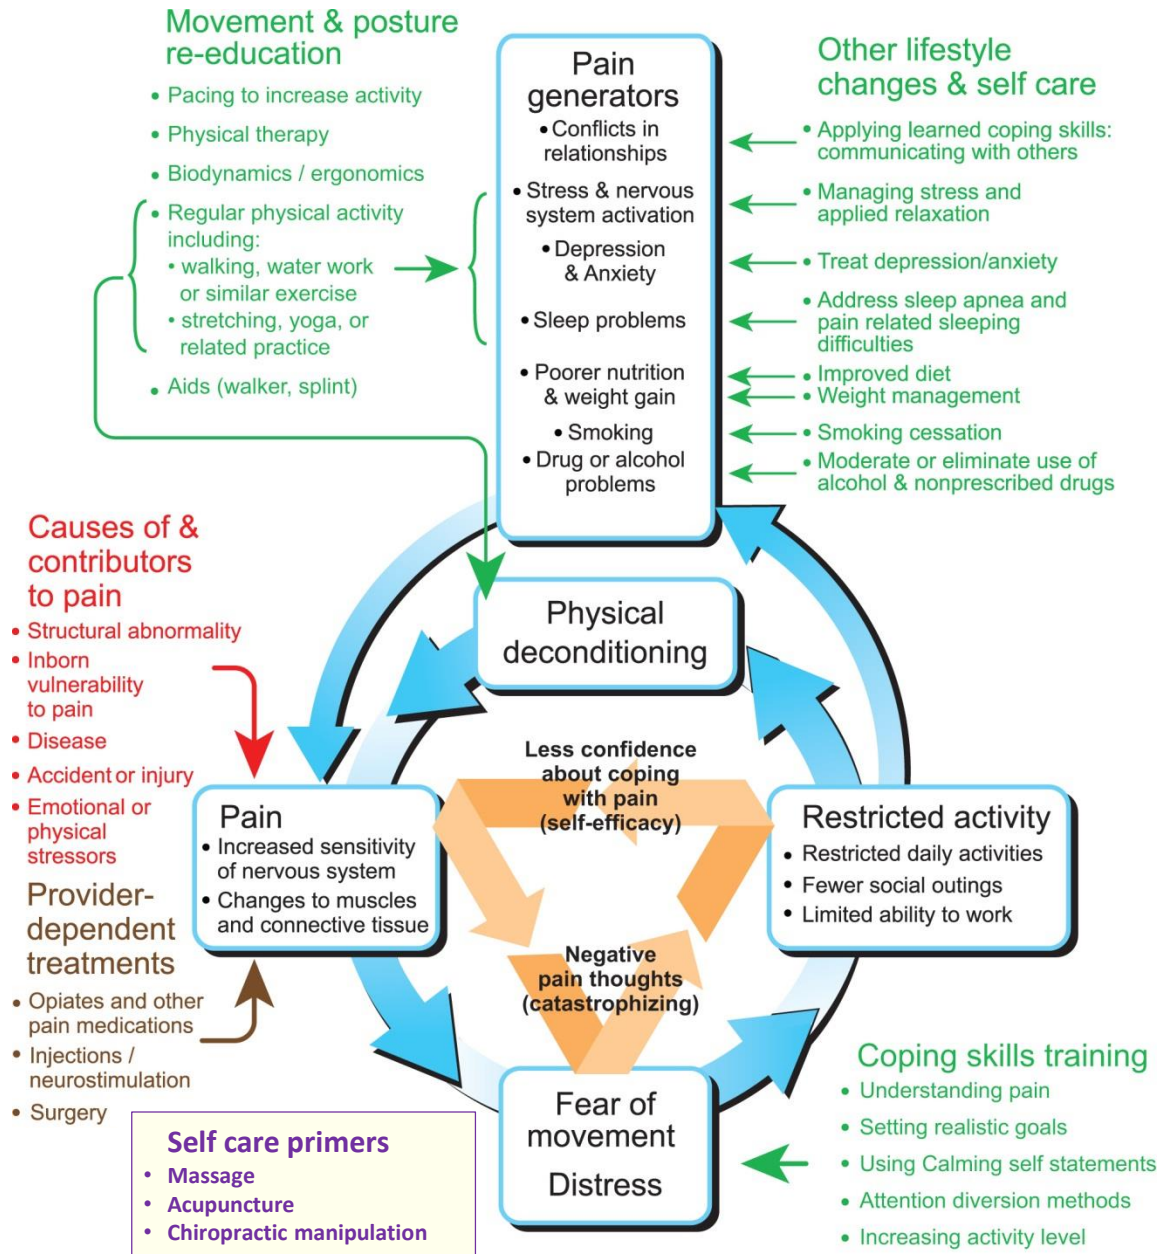 Movement & posture
re-education
• Pacing to increase activity
• Physical therapy
• Biodynamics / ergonomics
• Regular physical activity
including:
• walking, water work
or similar exercise
• stretching, yoga, or
related practice
• Aids (walker, splint)
Pain
generators
• Conflicts in
relationships
• Stress & nervous
system activation
• Depression
& Anxiety
• Sleep problems
• Poorer nutrition
& weight gain
• Smoking
• Drug or alcohol
problems
Other lifestyle
changes & self care
• Applying learned coping skills:
communicating with others
• Managing stress and
applied relaxation
• Treat depression/anxiety
• Address sleep apnea and
pain related sleeping
difficulties
• Improved diet
• Weight management
• Smoking cessation
• Moderate or eliminate use of
alcohol & nonprescribed drugs
Causes of &
contributors
to pain
• Structural abnormality
• Inborn
vulnerability
to pain
• Disease
• Accident or injury
• Emotional or
physical
stressors
Physical
deconditioning
Less confidence
about coping
with pain
(self-efficacy)
Pain
• Increased sensitivity
of nervous system
• Changes to muscles
and connective tissue
Restricted activity
• Restricted daily activities
• Fewer social outings
• Limited ability to work
Negative
pain thoughts
(catastrophizing)
Provider-
dependent
treatments
• Opiates and other
pain medications
• Injections /
neurostimulation
• Surgery
Fear of
movement
Distress
Coping skills training
• Understanding pain
• Setting realistic goals
• Using Calming self statements
• Attention diversion methods
• Increasing activity level
Self care primers
• Massage
• Acupuncture
• Chiropractic manipulation